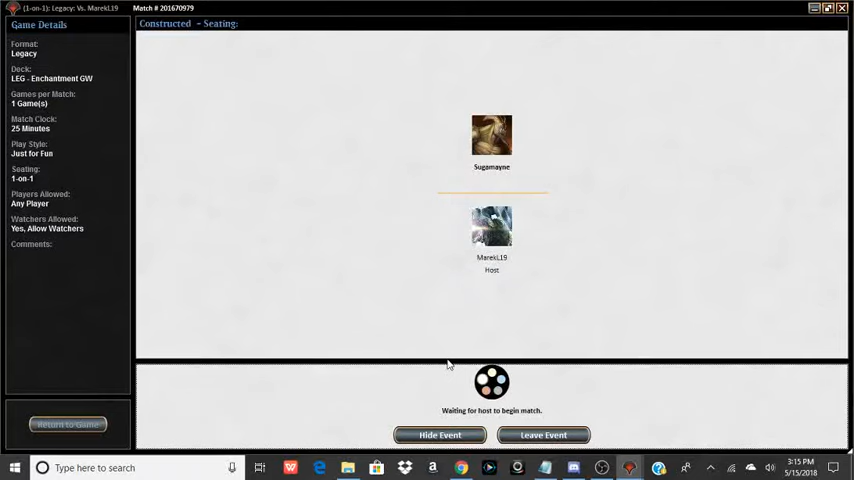 (1-on-1): Legacy: Vs. MarekL19
Match # 201670979
Game Details
Format:
Legacy
Deck:
LEG - Enchantment GW
Games per Match:
1 Game(s)
Match Clock:
25 Minutes
Play Style:
Just for Fun
Seating:
1-on-1
Players Allowed:
Any Player
Watchers Allowed:
Yes, Allow Watchers
Comments:
Return to Game
Constructed - Seating:
Sugamayne
MarekL19
Host
Waiting for host to begin match.
Hide Event
Leave Event
Type here to search
3:15 PM
5/15/2018